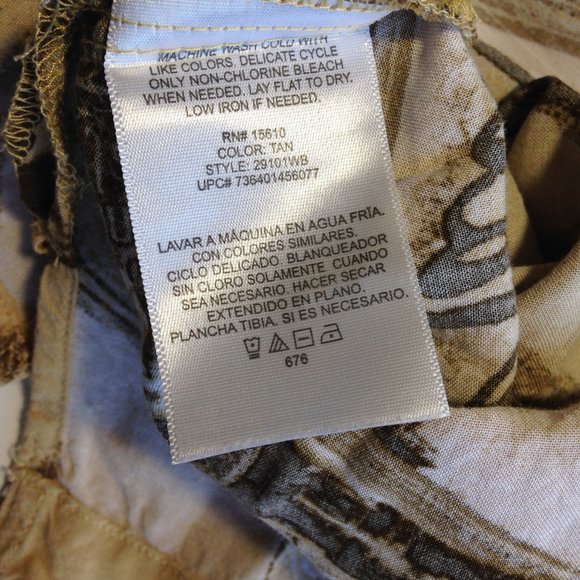 MACHINE WASH COLD WITH
LIKE COLORS. DELICATE CYCLE
ONLY NON-CHLORINE BLEACH
WHEN NEEDED. LAY FLAT TO DRY.
LOW IRON IF NEEDED.
RN# 15610
COLOR: TAN
STYLE: 29101WB
UPC# 736401456077
LAVAR A MÁQUINA EN AGUA FRÍA.
CON COLORES SIMILARES.
CICLO DELICADO. BLANQUEADOR
SIN CLORO SOLAMENTE. CUANDO
SEA NECESARIO. HACER SECAR
EXTENDIDO EN PLANO.
PLANCHA TIBIA. SI ES NECESARIO.
676